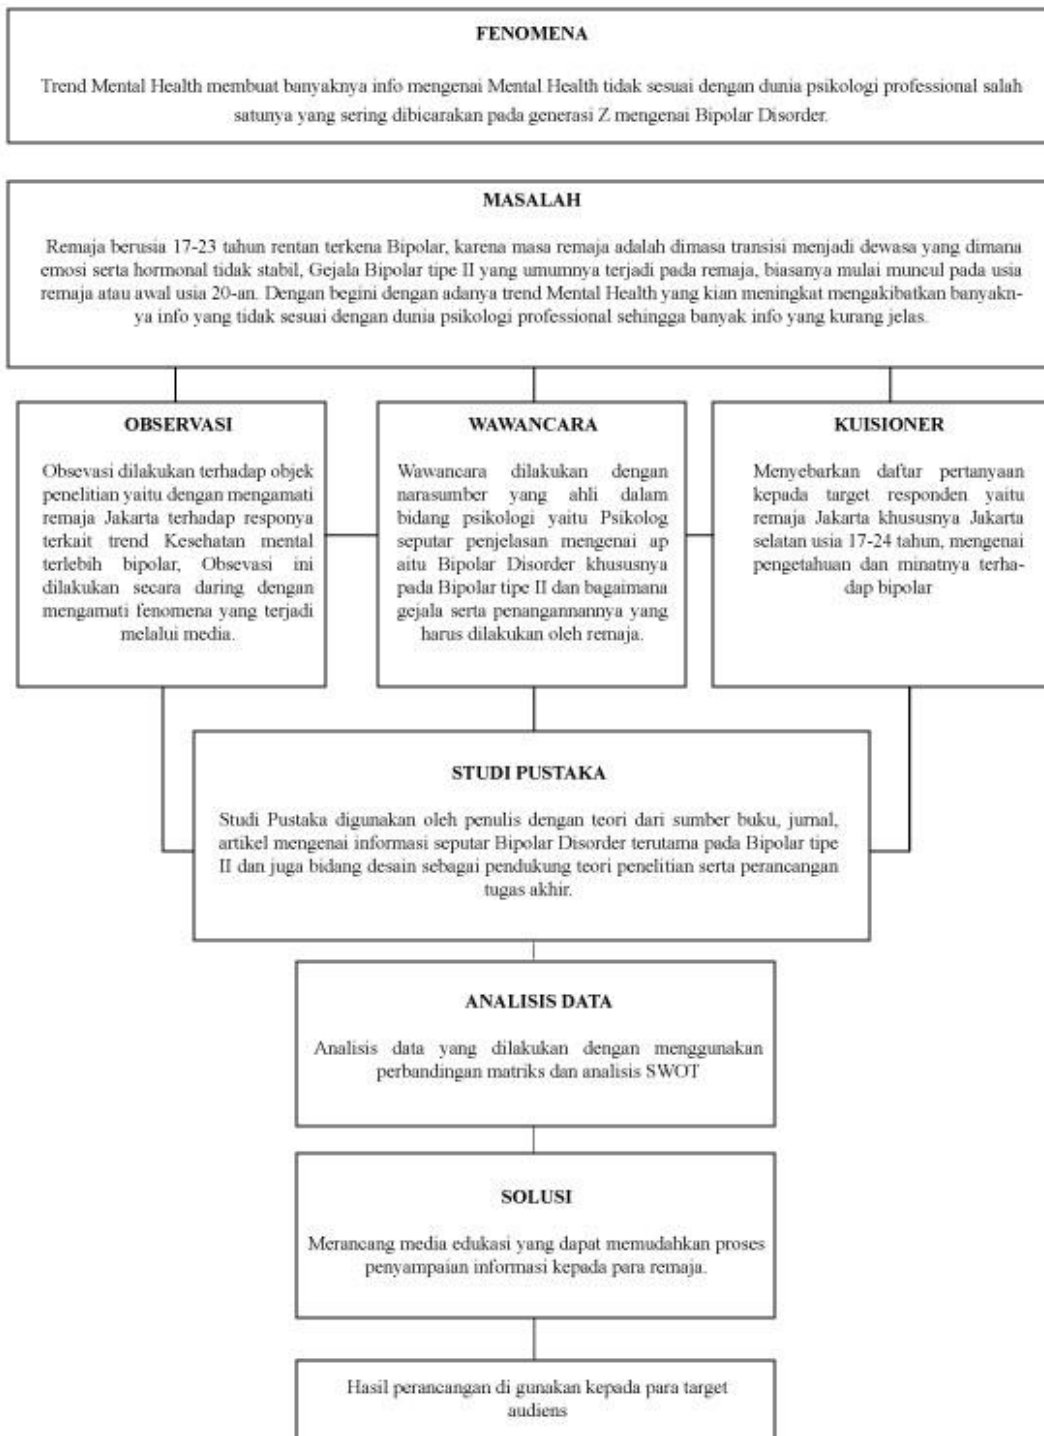 FENOMENA
Trend Mental Health membuat banyaknya info mengenai Mental Health tidak sesuai dengan dunia psikologi professional salah
satunya yang sering dibicarakan pada generasi Z mengenai Bipolar Disorder.
MASALAH
Remaja berusia 17-23 tahun rentan terkena Bipolar, karena masa remaja adalah dimasa transisi menjadi dewasa yang dimana
emosi serta hormonal tidak stabil, Gejala Bipolar tipe II yang umumnya terjadi pada remaja, biasanya mulai muncul pada usia
remaja atau awal usia 20-an. Dengan begini dengan adanya trend Mental Health yang kian meningkat mengakibatkan banyakn-
ya info yang tidak sesuai dengan dunia psikologi professional sehingga banyak info yang kurang jelas.
OBSERVASI
Obsevasi dilakukan terhadap objek
penelitian yaitu dengan mengamati
remaja Jakarta terhadap responya
terkait trend Kesehatan mental
terlebih bipolar, Obsevasi ini
dilakukan secara daring dengan
mengamati fenomena yang terjadi
melalui media.
WAWANCARA
Wawancara dilakukan dengan
narasumber yang ahli dalam
bidang psikologi yaitu Psikolog
seputar penjelasan mengenai ap
aitu Bipolar Disorder khususnya
pada Bipolar tipe II dan bagaimana
gejala serta penangannannya yang
harus dilakukan oleh remaja.
KUISIONER
Menyebarkan daftar pertanyaan
kepada target responden yaitu
remaja Jakarta khususnya Jakarta
selatan usia 17-24 tahun, mengenai
pengetahuan dan minatnya terha-
dap bipolar
STUDI PUSTAKA
Studi Pustaka digunakan oleh penulis dengan teori dari sumber buku, jurnal,
artikel mengenai informasi seputar Bipolar Disorder terutama pada Bipolar tipe
II dan juga bidang desain sebagai pendukung teori penelitian serta perancangan
tugas akhir.
ANALISIS DATA
Analisis data yang dilakukan dengan menggunakan
perbandingan matriks dan analisis SWOT
SOLUSI
Merancang media edukasi yang dapat memudahkan proses
penyampaian informasi kepada para remaja.
Hasil perancangan di gunakan kepada para target
audiens